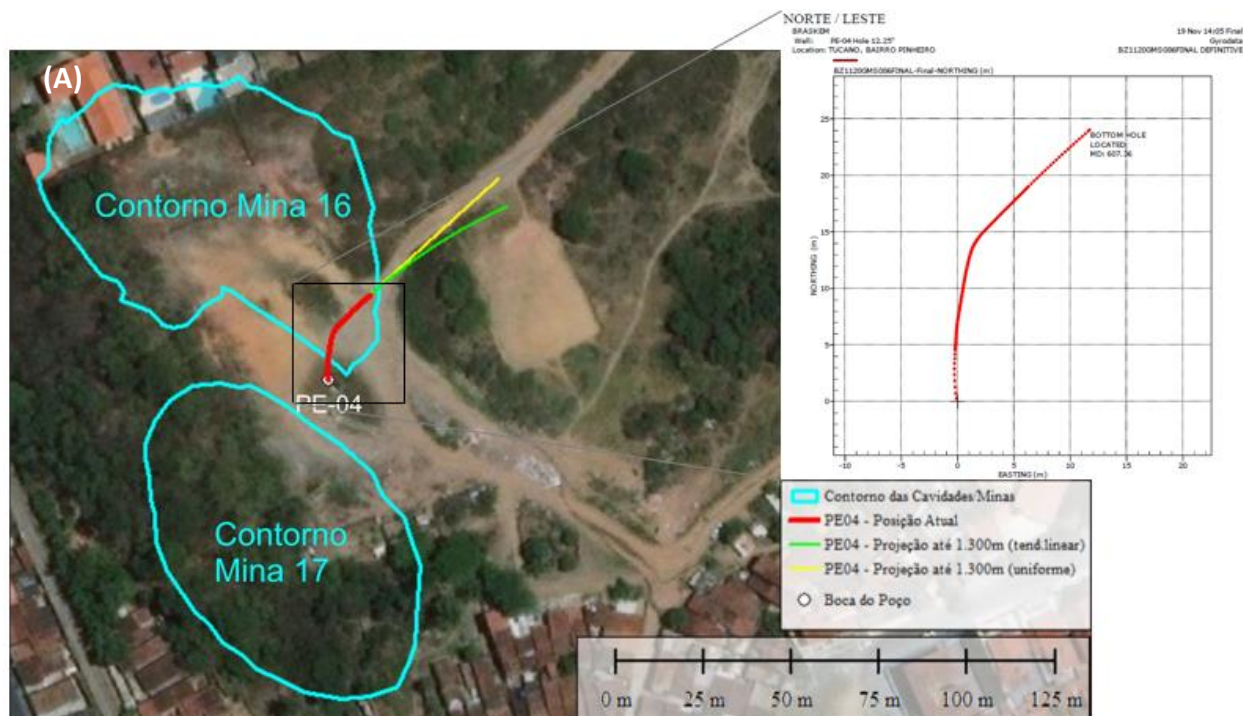 (A)
Contorno Mina 16
PE-04
Contorno
Mina 17
NORTE / LESTE
BRASKEM
Well: PE-04 Hole 12.25"
Location: TUCANO, BAIRRO PINHEIRO
19 Nov 14:05 Final
Gyrodata
BZ1120GMS086FINAL DEFINITIVE
BZ1120GMS086FINAL-Final-NORTHING (m)
BOTTOM HOLE
LOCATED
MD: 607.36
NORTHING (m)
25
20
15
10
5
0
-10 -5 0 5 10 15 20
EASTING (m)
Contorno das Cavidades/Minas
PE04 - Posição Atual
PE04 - Projeção até 1.300m (tend.linear)
PE04 - Projeção até 1.300m (uniforme)
Boca do Poço
0 m 25 m 50 m 75 m 100 m 125 m